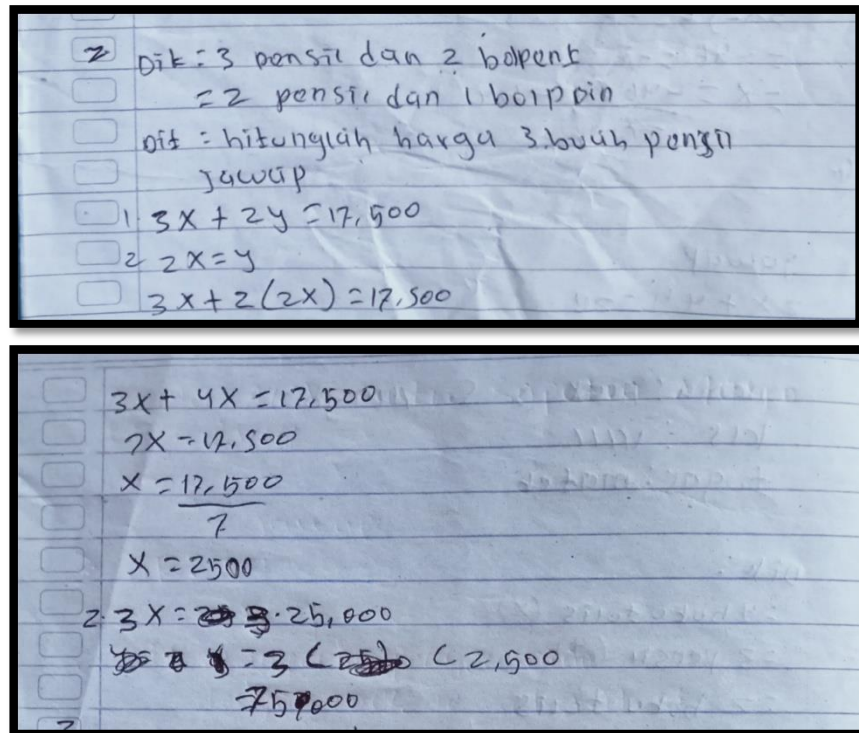 2 Dik = 3 pensil dan 2 bolpent
= 2 pensil dan 1 bolppin
Dit : hitunglah harga 3 buah pensil
Jawap
1. 3x + 2y = 17,500
2 2x = y
3x + 2(2x) = 17,500
3x + 4x = 17,500
7x = 17,500
x = 17,500
7
x = 2500
2. 3x = 3 . 25,000
= 3 ( (2,500
= 75,000